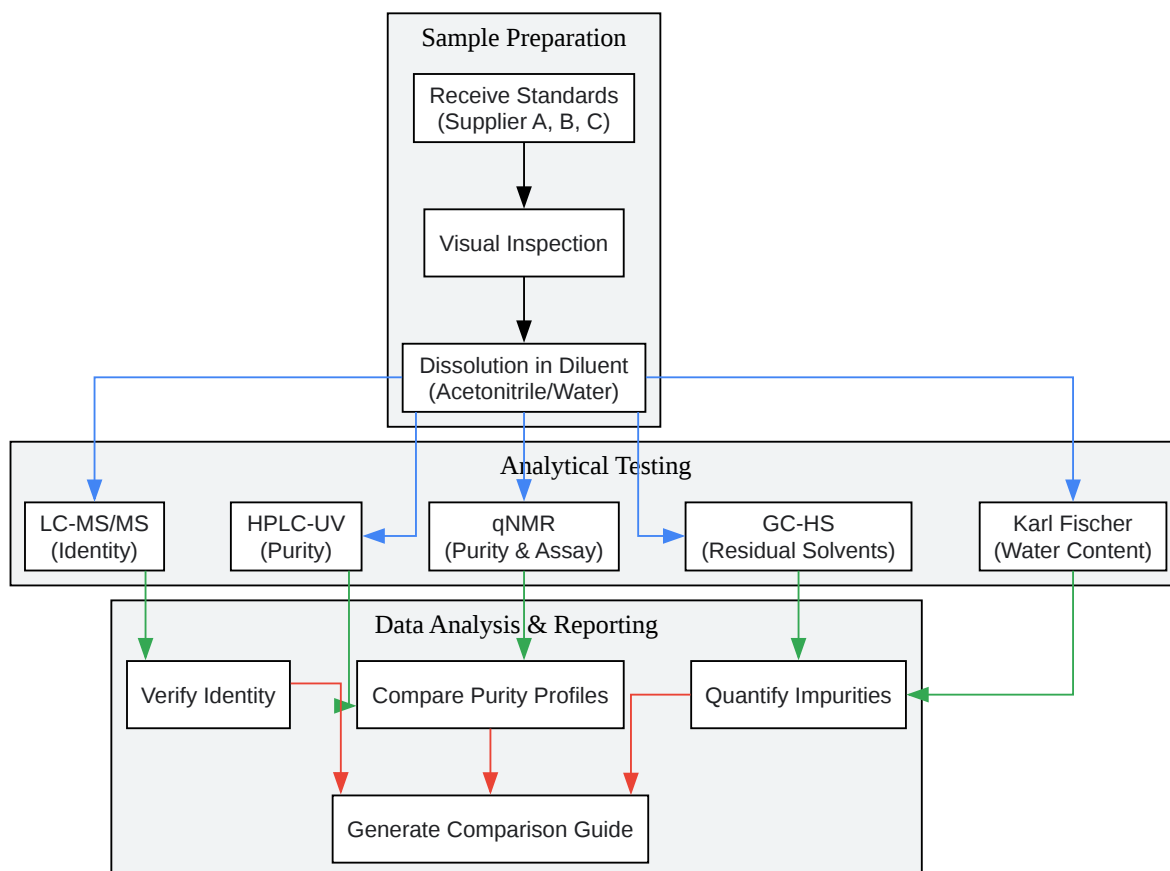 Sample Preparation
Receive Standards
(Supplier A, B, C)
Visual Inspection
Dissolution in Diluent
(Acetonitrile/Water)
Analytical Testing
LC-MS/MS
(Identity)
HPLC-UV
(Purity)
qNMR
(Purity & Assay)
GC-HS
(Residual Solvents)
Karl Fischer
(Water Content)
Data Analysis & Reporting
Verify Identity
Compare Purity Profiles
Quantify Impurities
Generate Comparison Guide